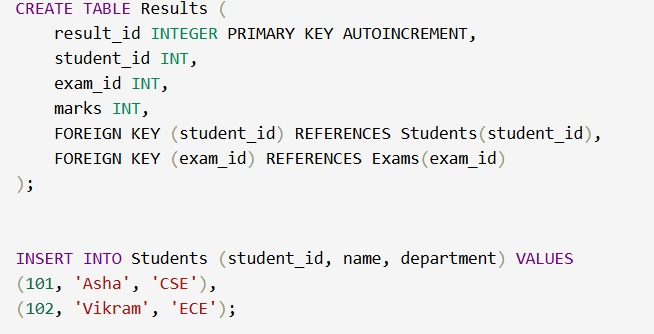 CREATE TABLE Results (
    result_id INTEGER PRIMARY KEY AUTOINCREMENT,
    student_id INT,
    exam_id INT,
    marks INT,
    FOREIGN KEY (student_id) REFERENCES Students(student_id),
    FOREIGN KEY (exam_id) REFERENCES Exams(exam_id)
);
INSERT INTO Students (student_id, name, department) VALUES
(101, 'Asha', 'CSE'),
(102, 'Vikram', 'ECE');